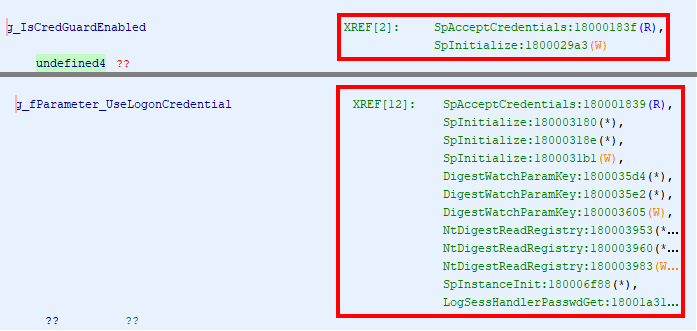 g_IsCredGuardEnabled XREF[2]: SpAcceptCredentials:18000183f(R),
SpInitialize:1800029a3(W)
undefined4 ??
g_fParameter_UseLogonCredential XREF[12]: SpAcceptCredentials:180001839(R),
SpInitialize:180003180(*),
SpInitialize:18000318e(*),
SpInitialize:1800031b1(W),
DigestWatchParamKey:1800035d4(*),
DigestWatchParamKey:1800035e2(*),
DigestWatchParamKey:180003605(W),
NtDigestReadRegistry:180003953(*...
NtDigestReadRegistry:180003960(*...
NtDigestReadRegistry:180003983(W...
SpInstanceInit:180006f88(*),
LogSessHandlerPasswdGet:18001a31...
?? ??